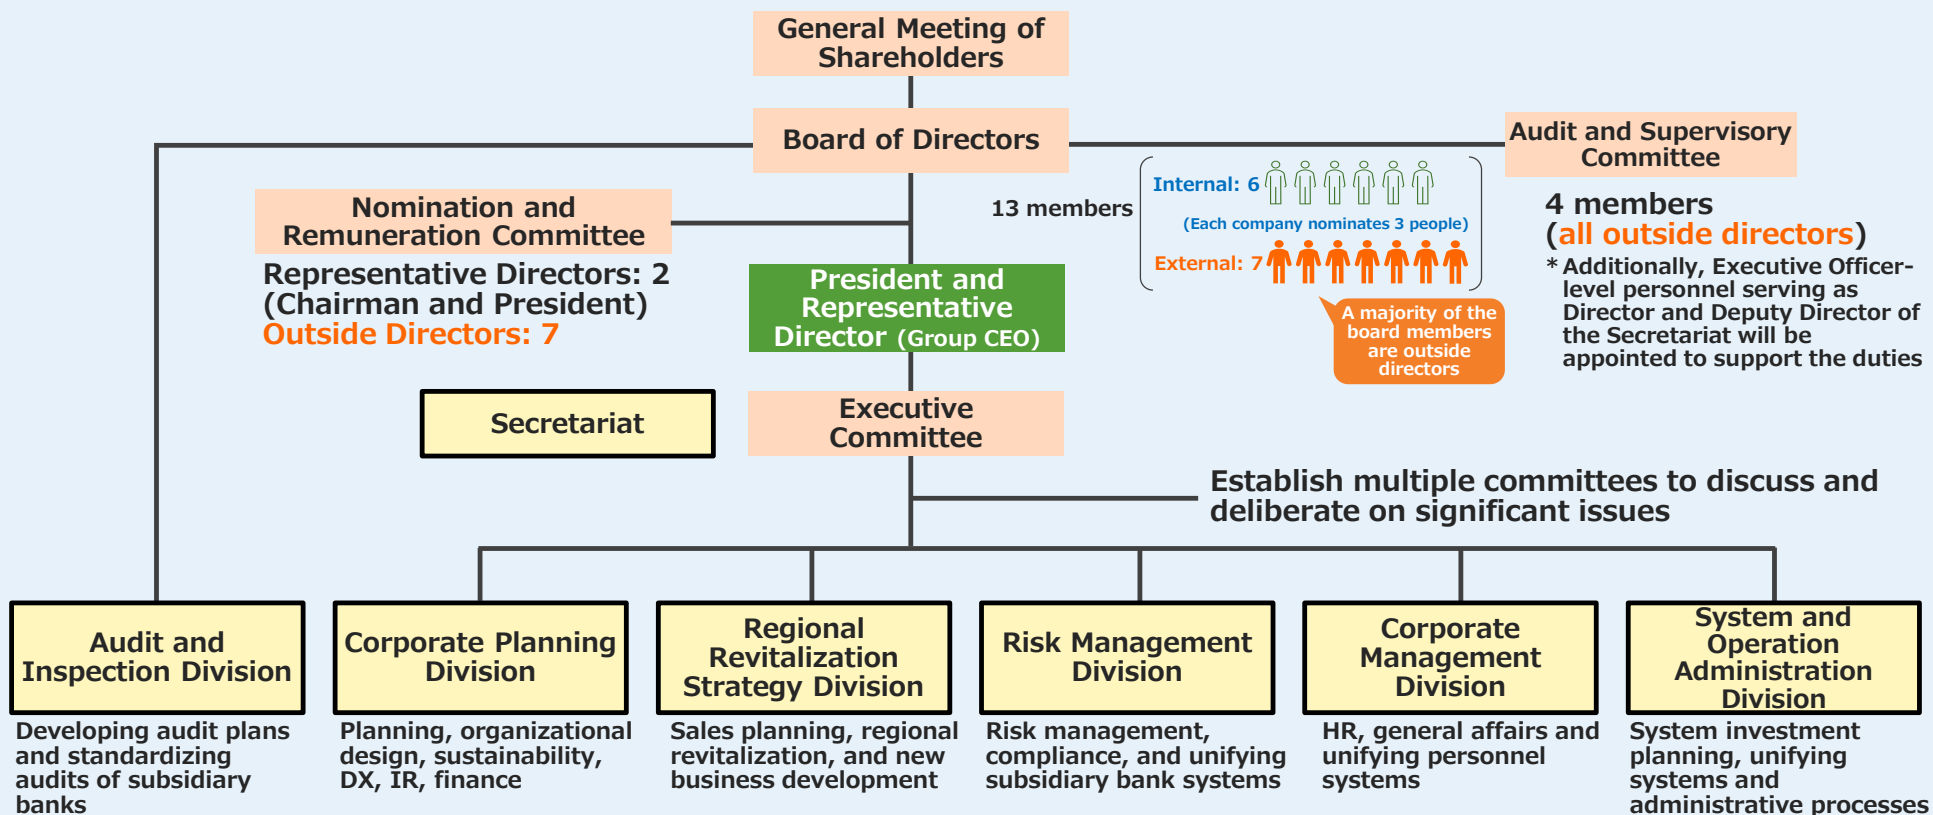 General Meeting of
Shareholders
Board of Directors
Audit and Supervisory
Committee
13 members
Internal: 6
(Each company nominates 3 people)
External: 7
A majority of the
board members
are outside
directors
4 members
(all outside directors)
* Additionally, Executive Officer-
level personnel serving as
Director and Deputy Director of
the Secretariat will be
appointed to support the duties
Nomination and
Remuneration Committee
Representative Directors: 2
(Chairman and President)
Outside Directors: 7
President and
Representative
Director (Group CEO)
Secretariat
Executive
Committee
Establish multiple committees to discuss and
deliberate on significant issues
Audit and
Inspection Division
Developing audit plans
and standardizing
audits of subsidiary
banks
Corporate Planning
Division
Planning, organizational
design, sustainability,
DX, IR, finance
Regional
Revitalization
Strategy Division
Sales planning, regional
revitalization, and new
business development
Risk Management
Division
Risk management,
compliance, and unifying
subsidiary bank systems
Corporate
Management
Division
HR, general affairs and
unifying personnel
systems
System and
Operation
Administration
Division
System investment
planning, unifying
systems and
administrative processes